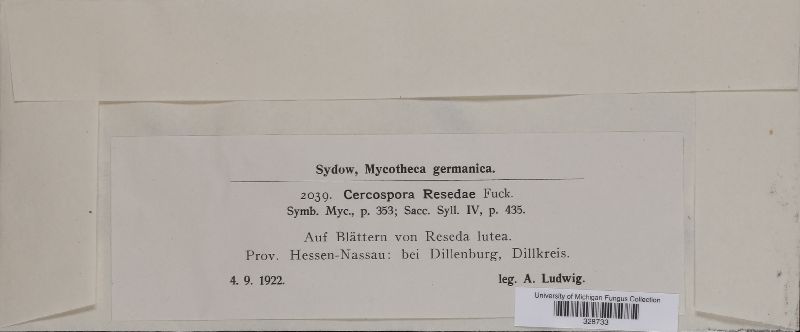 Sydow, Mycotheca germanica.
2039. Cercospora Resedae Fuck.
Symb. Myc., p. 353; Sacc. Syll. IV, p. 435.
Auf Blättern von Reseda lutea.
Prov. Hessen-Nassau: bei Dillenburg, Dillkreis.
4. 9. 1922. leg. A. Ludwig.
University of Michigan Fungus Collection
328733